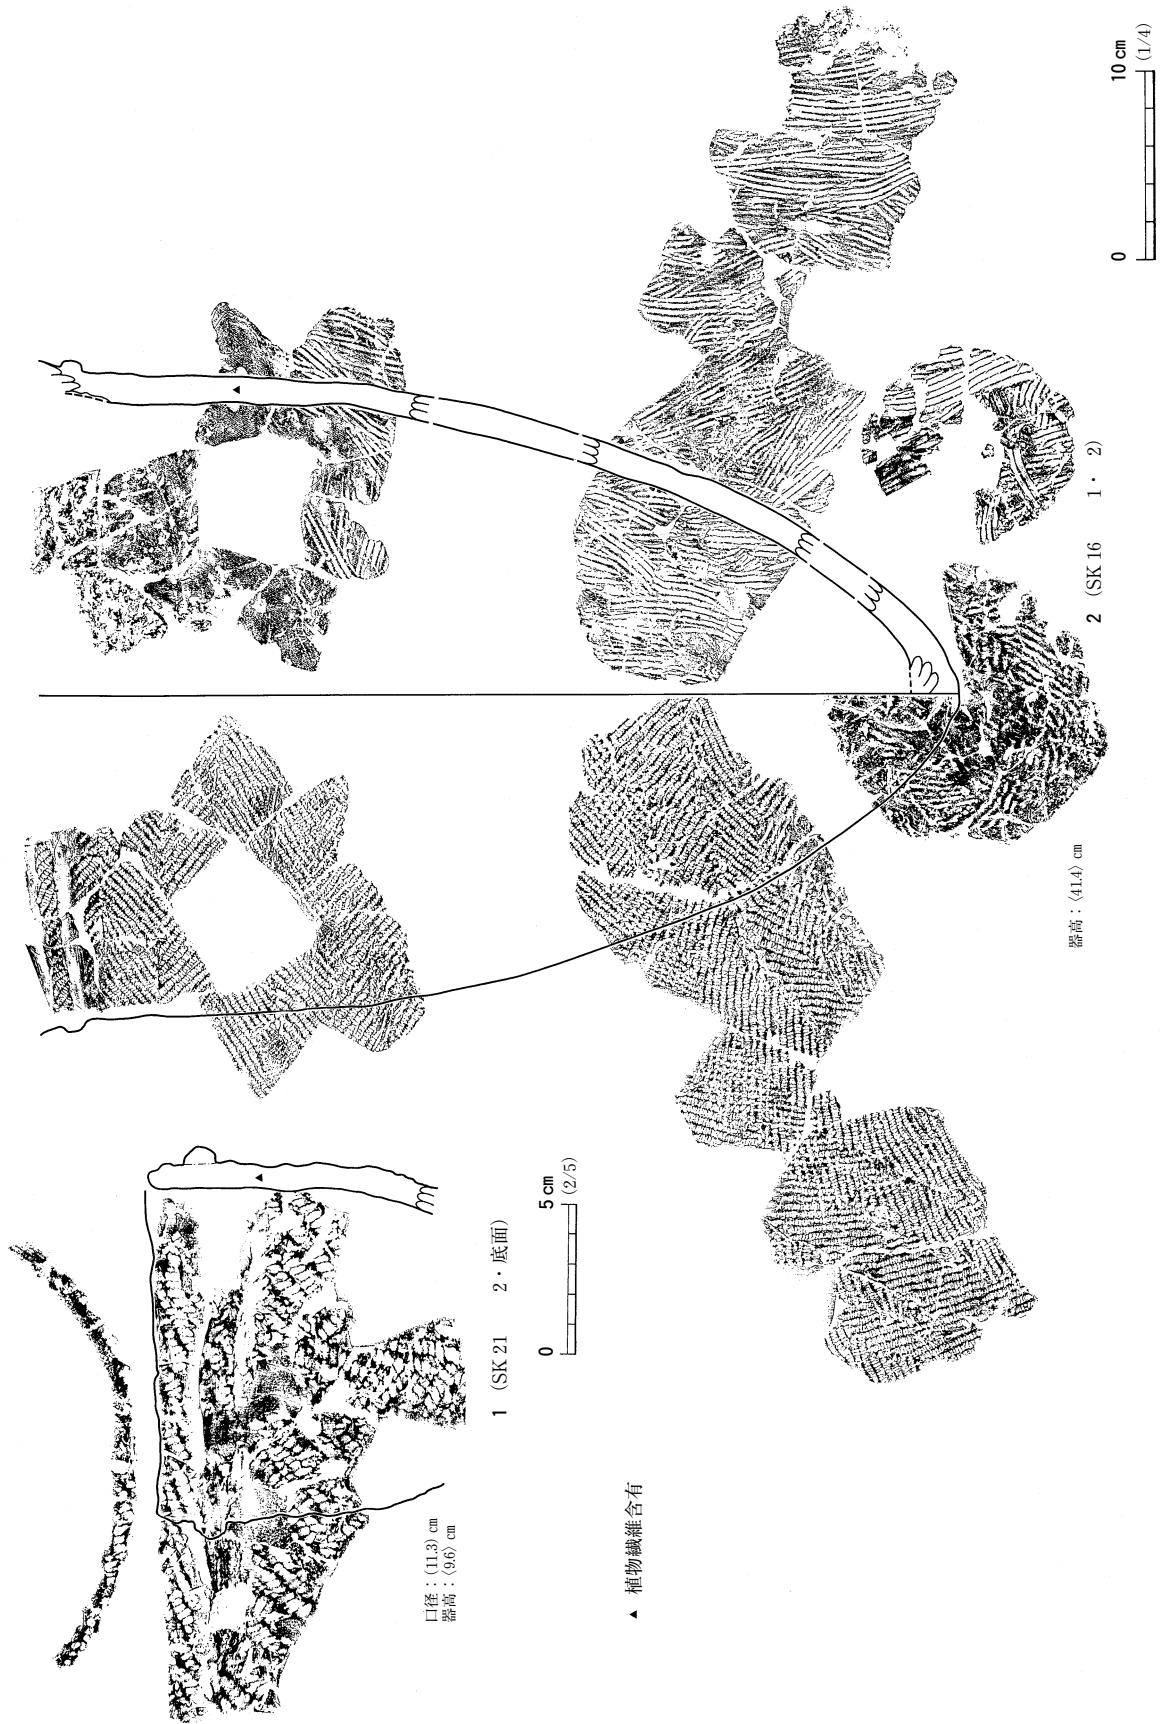 口径：(11.3) cm
器高：〈9.6〉 cm
1 （SK 21　2・底面）
0　5 cm
(2/5)
▲ 植物繊維含有
器高：〈41.4〉 cm
2 （SK 16　1・2）
0　10 cm
(1/4)